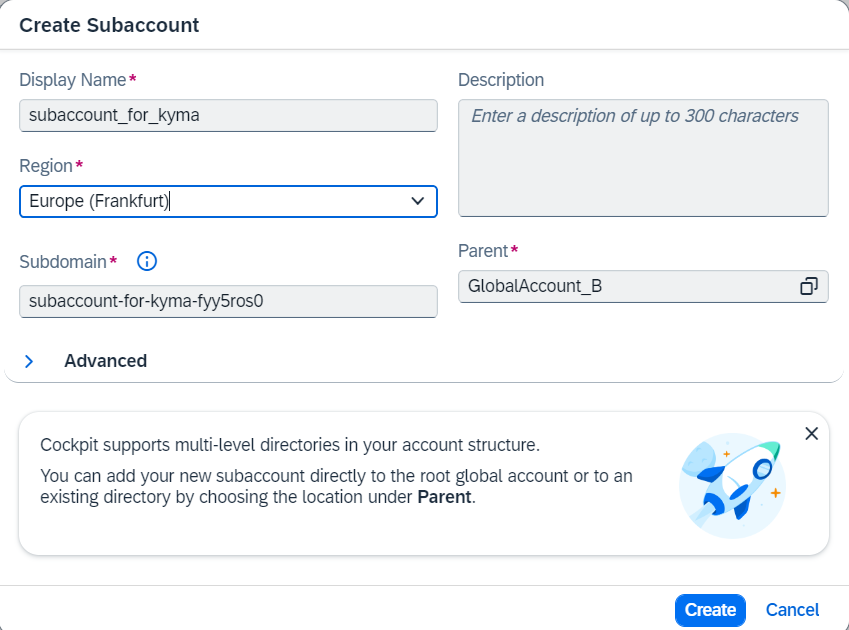 Create Subaccount
Display Name*
subaccount_for_kyma
Region*
Europe (Frankfurt)
Subdomain*
subaccount-for-kyma-fyy5ros0
Description
Enter a description of up to 300 characters
Parent*
GlobalAccount_B
Advanced
Cockpit supports multi-level directories in your account structure.
You can add your new subaccount directly to the root global account or to an
existing directory by choosing the location under Parent.
Create
Cancel